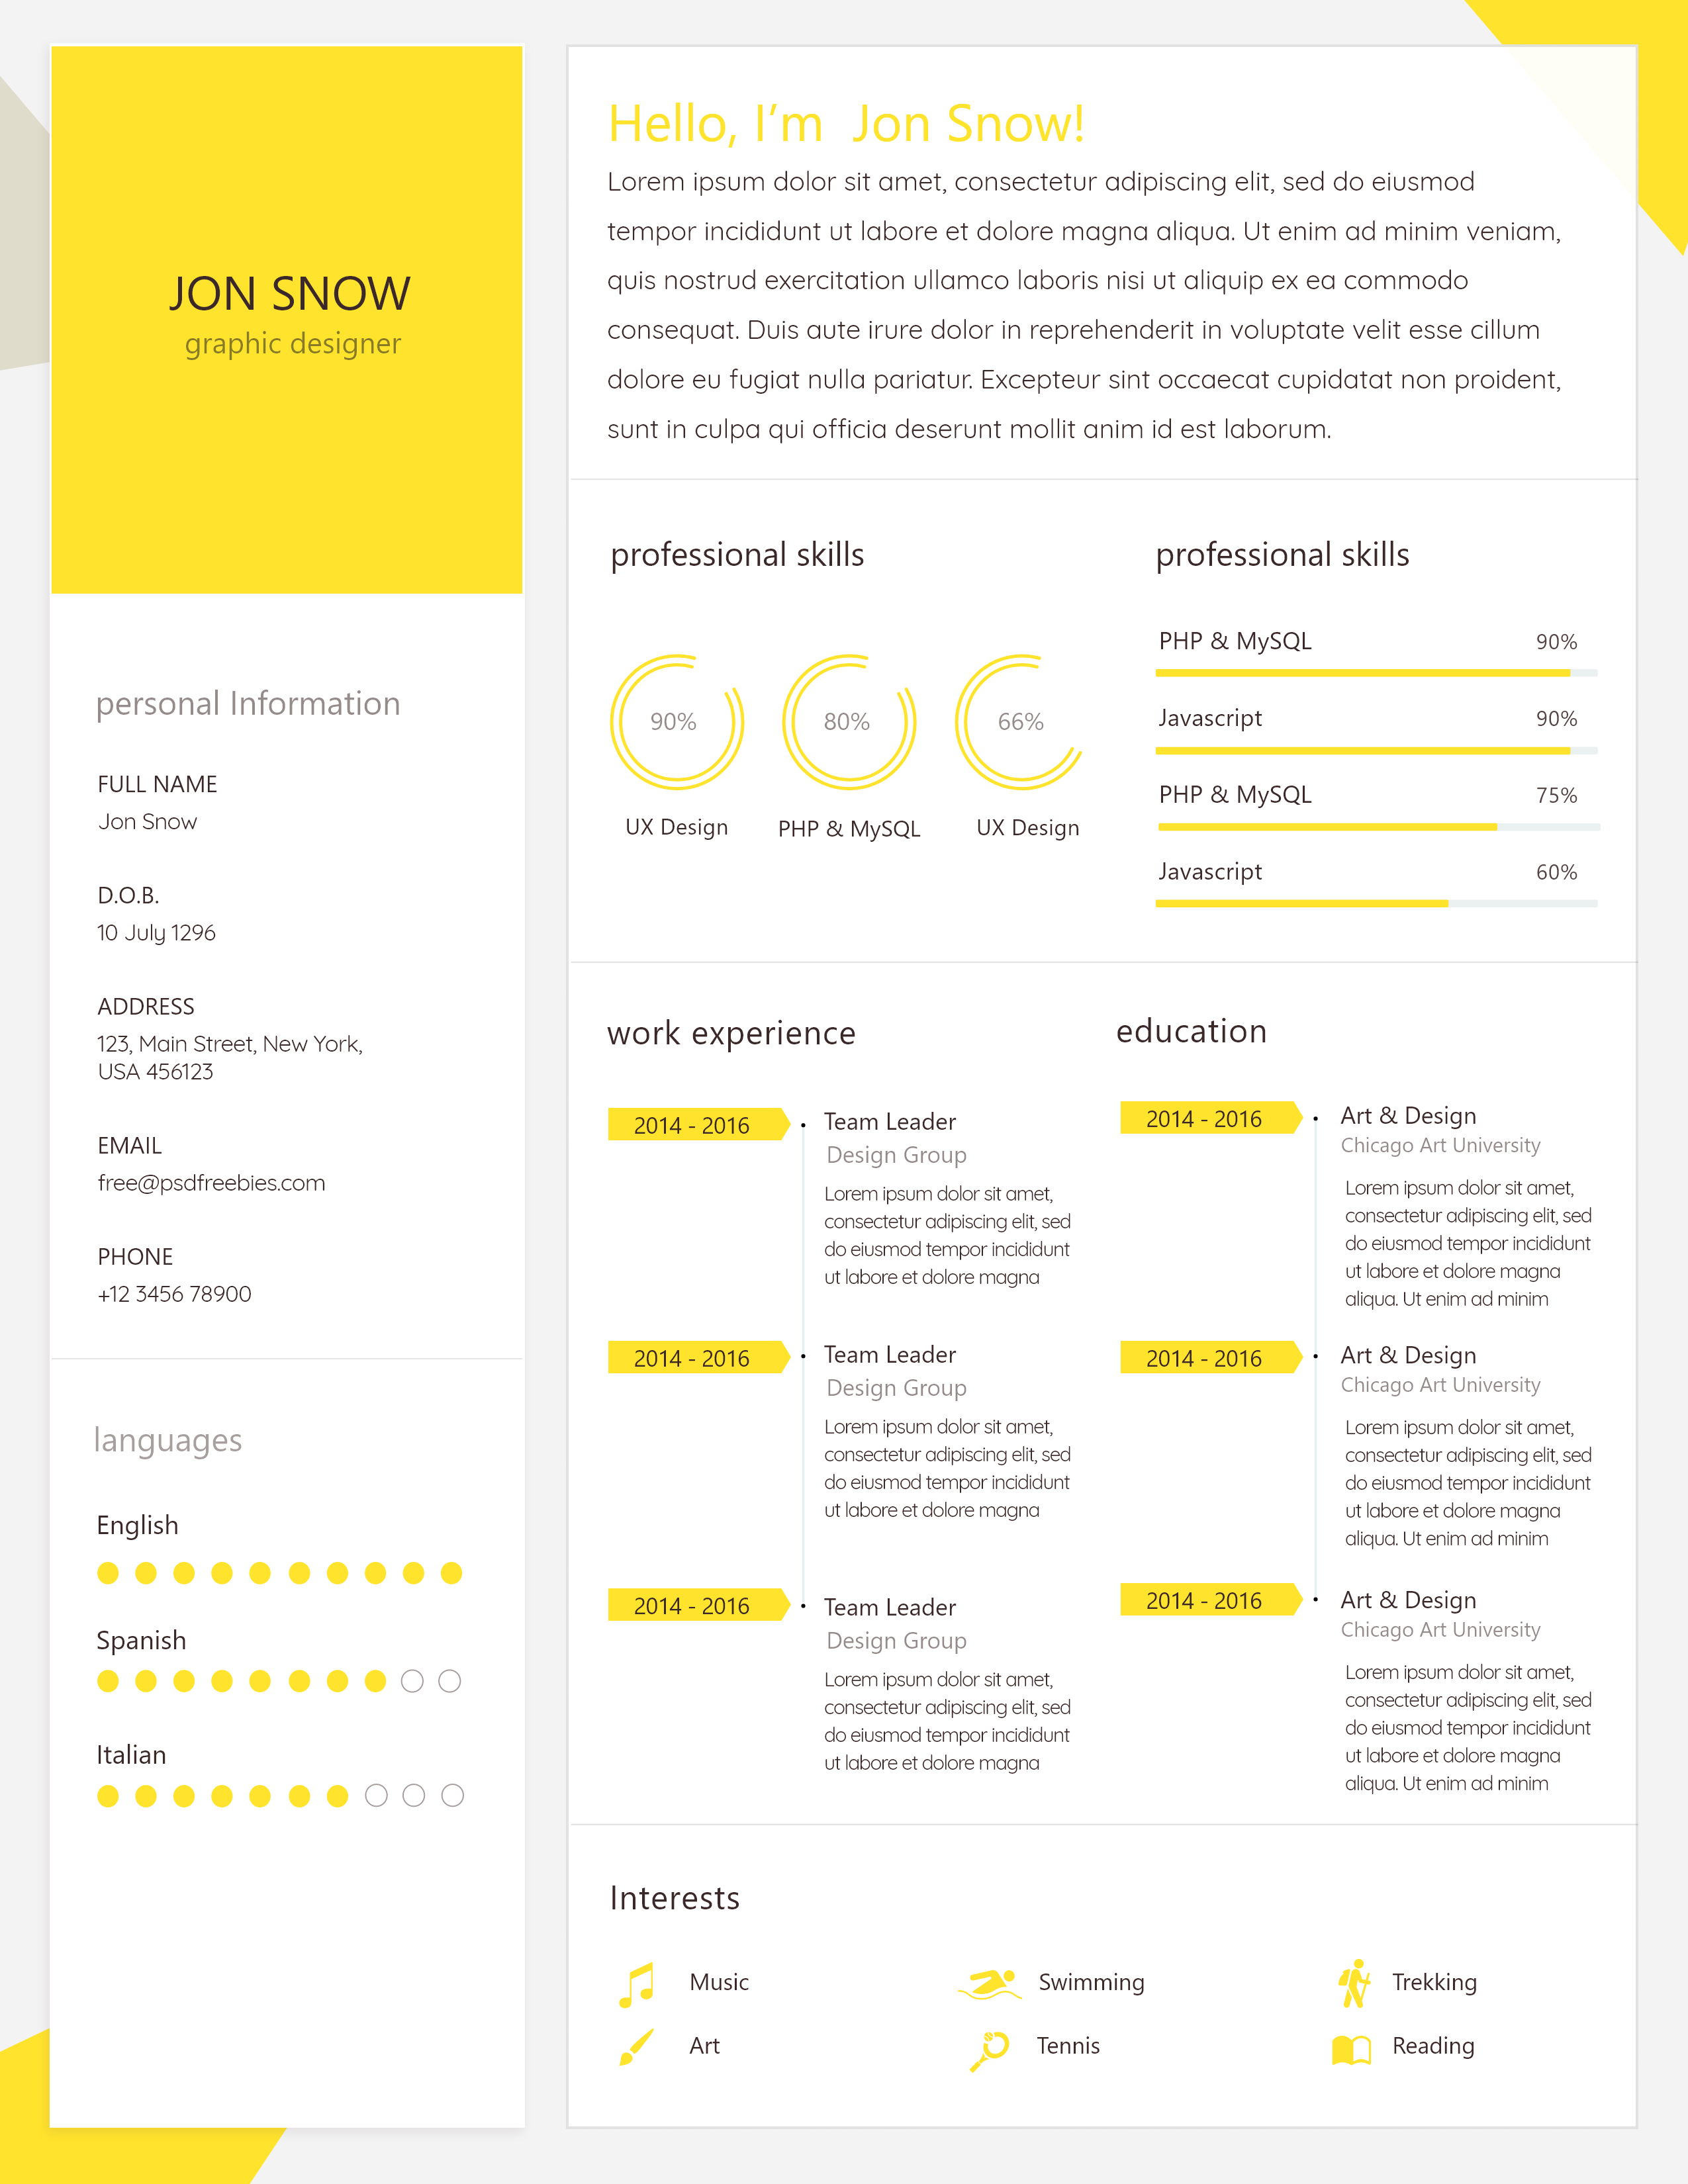 JON SNOW
graphic designer
personal Information
FULL NAME
Jon Snow
D.O.B.
10 July 1296
ADDRESS
123, Main Street, New York,
USA 456123
EMAIL
free@psdfreebies.com
PHONE
+12 3456 78900
languages
English
Spanish
Italian
Hello, I’m  Jon Snow!
Lorem ipsum dolor sit amet, consectetur adipiscing elit, sed do eiusmod
tempor incididunt ut labore et dolore magna aliqua. Ut enim ad minim veniam,
quis nostrud exercitation ullamco laboris nisi ut aliquip ex ea commodo
consequat. Duis aute irure dolor in reprehenderit in voluptate velit esse cillum
dolore eu fugiat nulla pariatur. Excepteur sint occaecat cupidatat non proident,
sunt in culpa qui officia deserunt mollit anim id est laborum.
professional skills
90%
80%
66%
UX Design
PHP & MySQL
UX Design
professional skills
PHP & MySQL 90%
Javascript 90%
PHP & MySQL 75%
Javascript 60%
work experience
2014 - 2016
Team Leader
Design Group
Lorem ipsum dolor sit amet,
consectetur adipiscing elit, sed
do eiusmod tempor incididunt
ut labore et dolore magna
2014 - 2016
Team Leader
Design Group
Lorem ipsum dolor sit amet,
consectetur adipiscing elit, sed
do eiusmod tempor incididunt
ut labore et dolore magna
2014 - 2016
Team Leader
Design Group
Lorem ipsum dolor sit amet,
consectetur adipiscing elit, sed
do eiusmod tempor incididunt
ut labore et dolore magna
education
2014 - 2016
Art & Design
Chicago Art University
Lorem ipsum dolor sit amet,
consectetur adipiscing elit, sed
do eiusmod tempor incididunt
ut labore et dolore magna
aliqua. Ut enim ad minim
2014 - 2016
Art & Design
Chicago Art University
Lorem ipsum dolor sit amet,
consectetur adipiscing elit, sed
do eiusmod tempor incididunt
ut labore et dolore magna
aliqua. Ut enim ad minim
2014 - 2016
Art & Design
Chicago Art University
Lorem ipsum dolor sit amet,
consectetur adipiscing elit, sed
do eiusmod tempor incididunt
ut labore et dolore magna
aliqua. Ut enim ad minim
Interests
Music
Swimming
Trekking
Art
Tennis
Reading